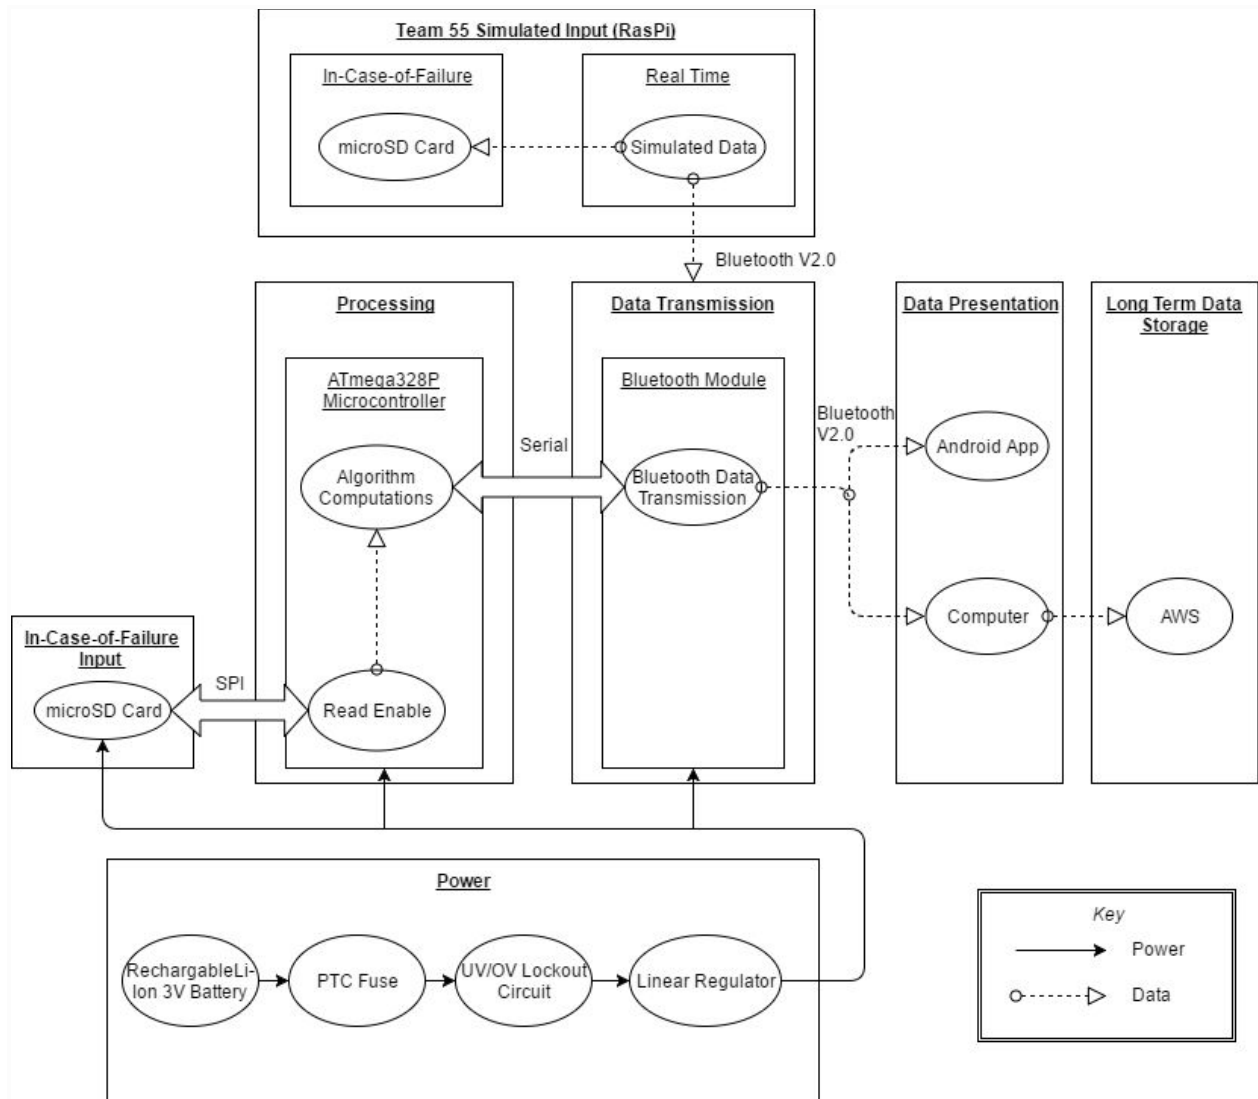 Team 55 Simulated Input (RasPi)
In-Case-of-Failure
microSD Card
Real Time
Simulated Data
Bluetooth V2.0
Processing
ATmega328P
Microcontroller
Algorithm
Computations
Read Enable
Serial
Data Transmission
Bluetooth Module
Bluetooth Data
Transmission
Bluetooth
V2.0
Data Presentation
Android App
Computer
Long Term Data
Storage
AWS
In-Case-of-Failure
Input
microSD Card
SPI
Power
RechargableLi-
Ion 3V Battery
PTC Fuse
UV/OV Lockout
Circuit
Linear Regulator
Key
Power
Data